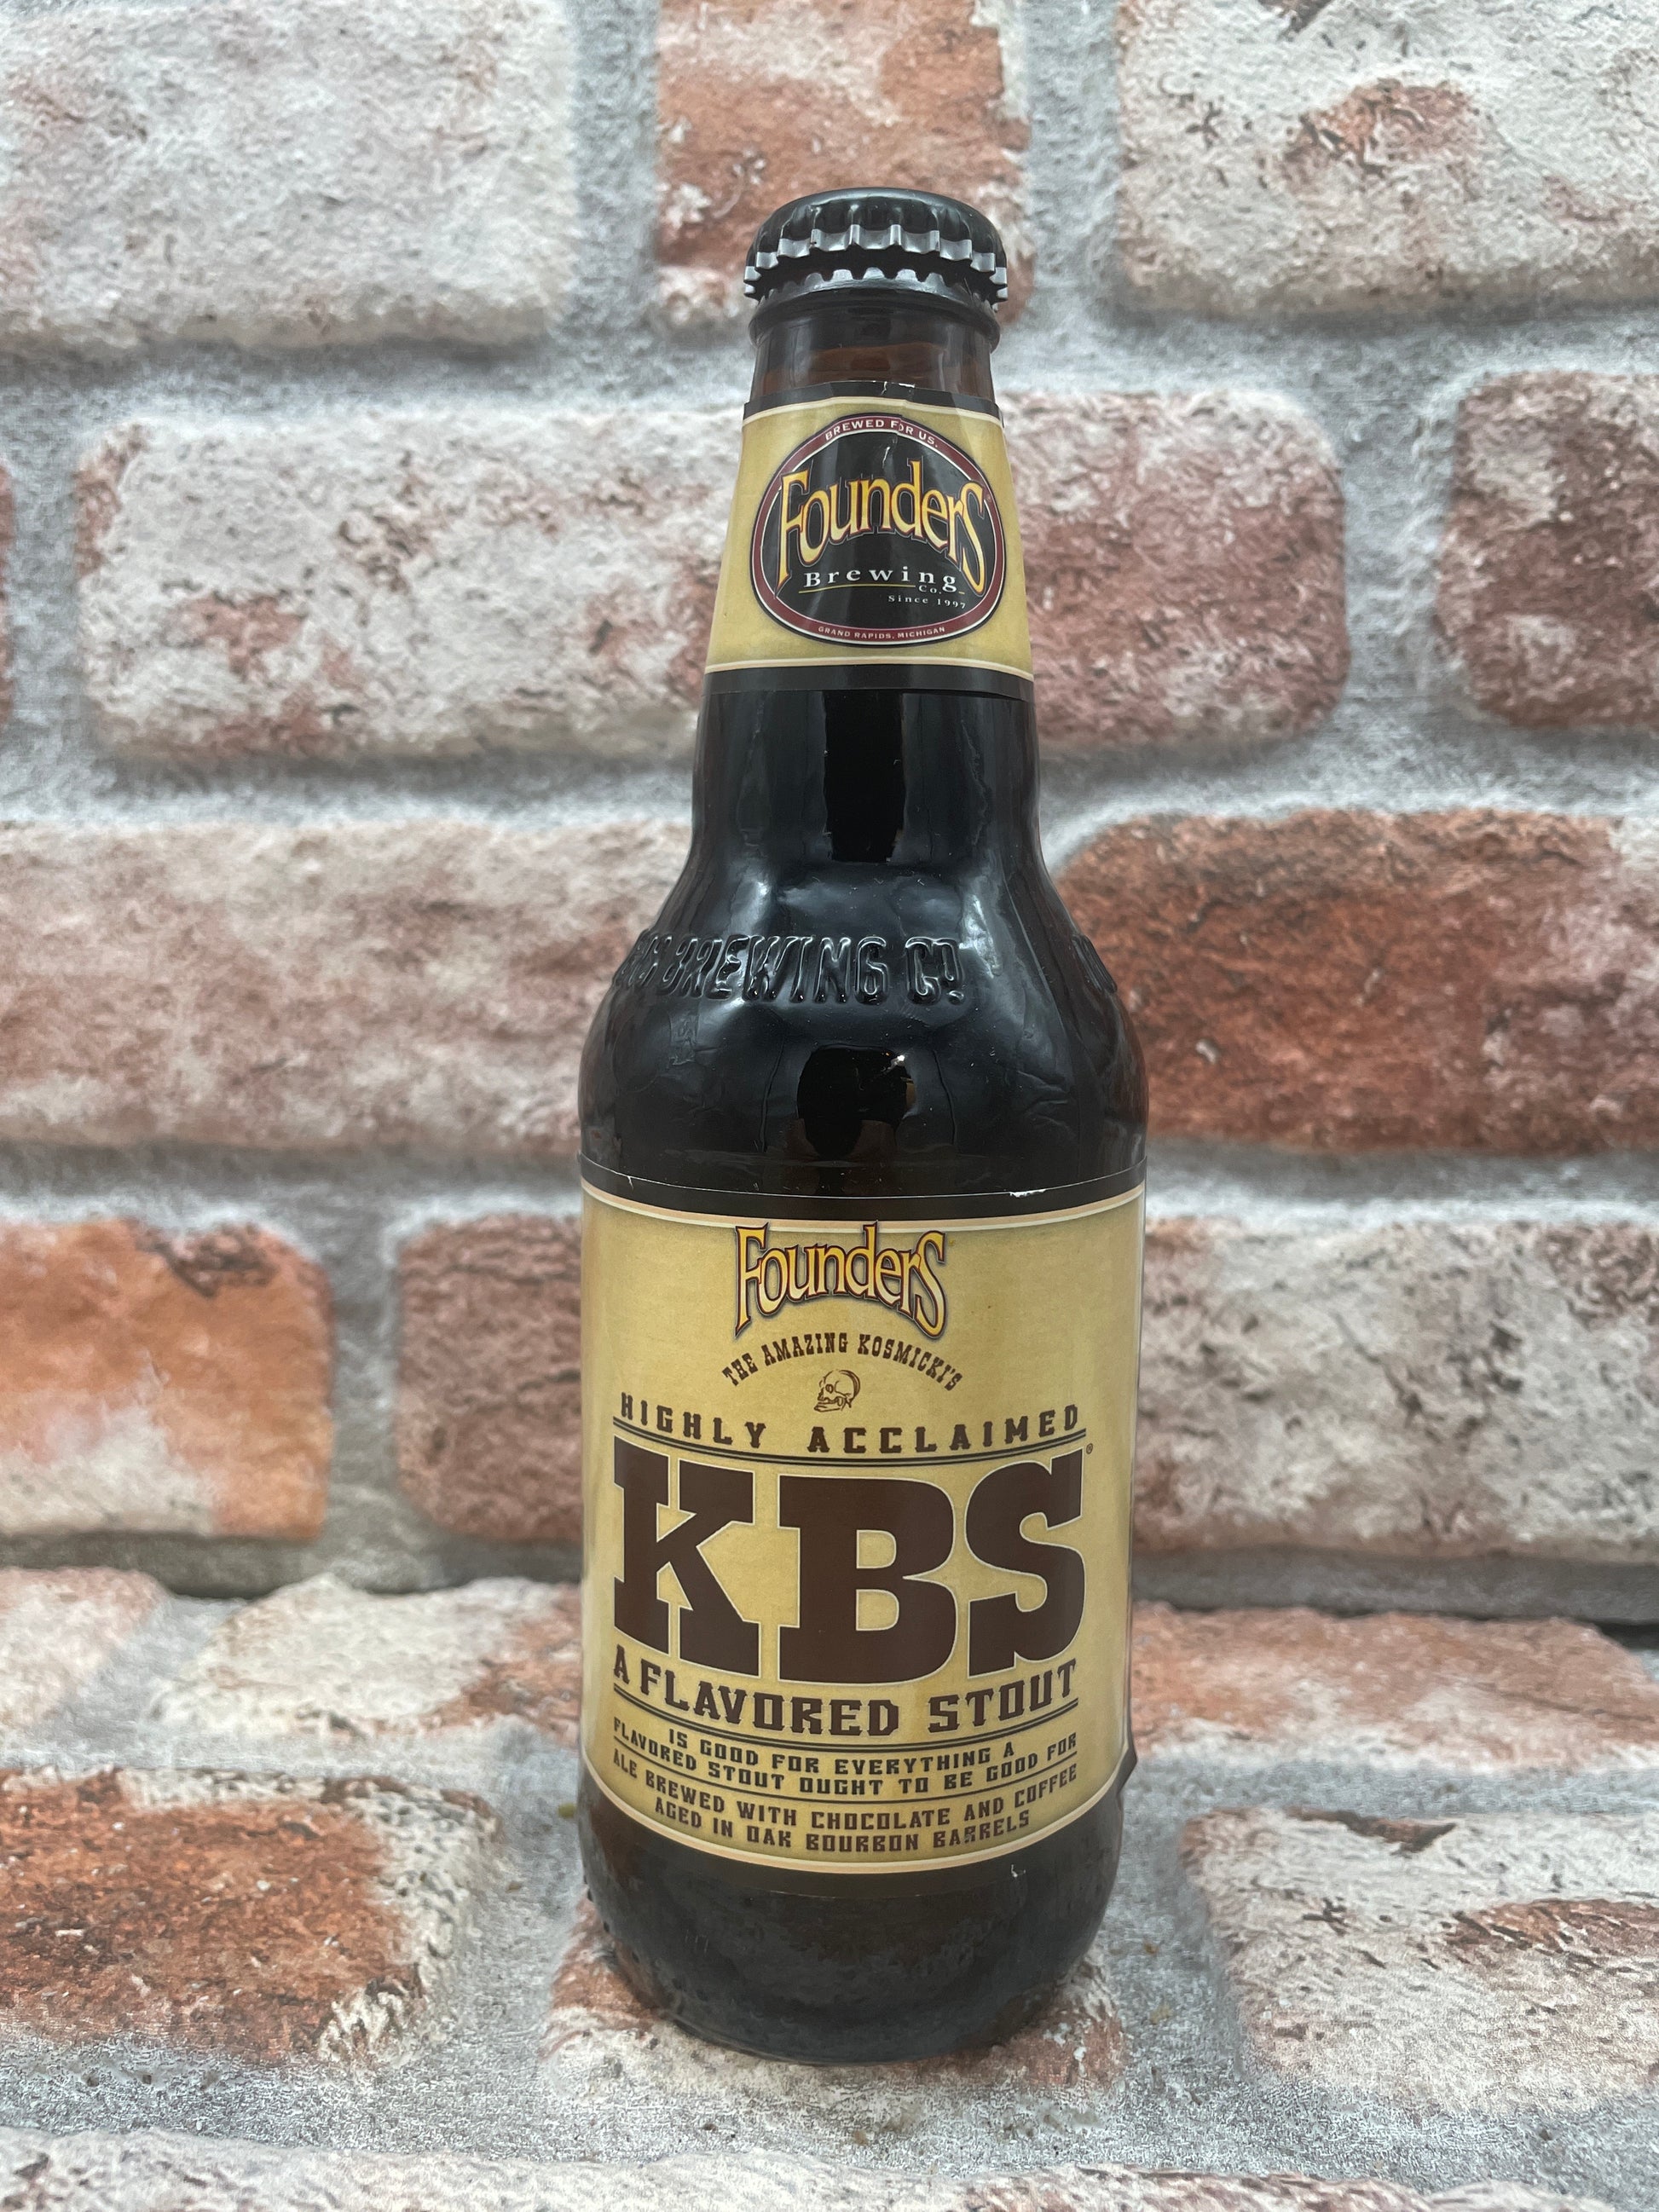 BREWED FOR US.
Founders
Brewing
Co.
Since 1997
GRAND RAPIDS, MICHIGAN
BREWING CO
Founders
THE AMAZING KOSMICKI'S
HIGHLY ACCLAIMED
KBS®
A FLAVORED STOUT
IS GOOD FOR EVERYTHING A
FLAVORED STOUT OUGHT TO BE GOOD FOR
ALE BREWED WITH CHOCOLATE AND COFFEE
AGED IN OAK BOURBON BARRELS